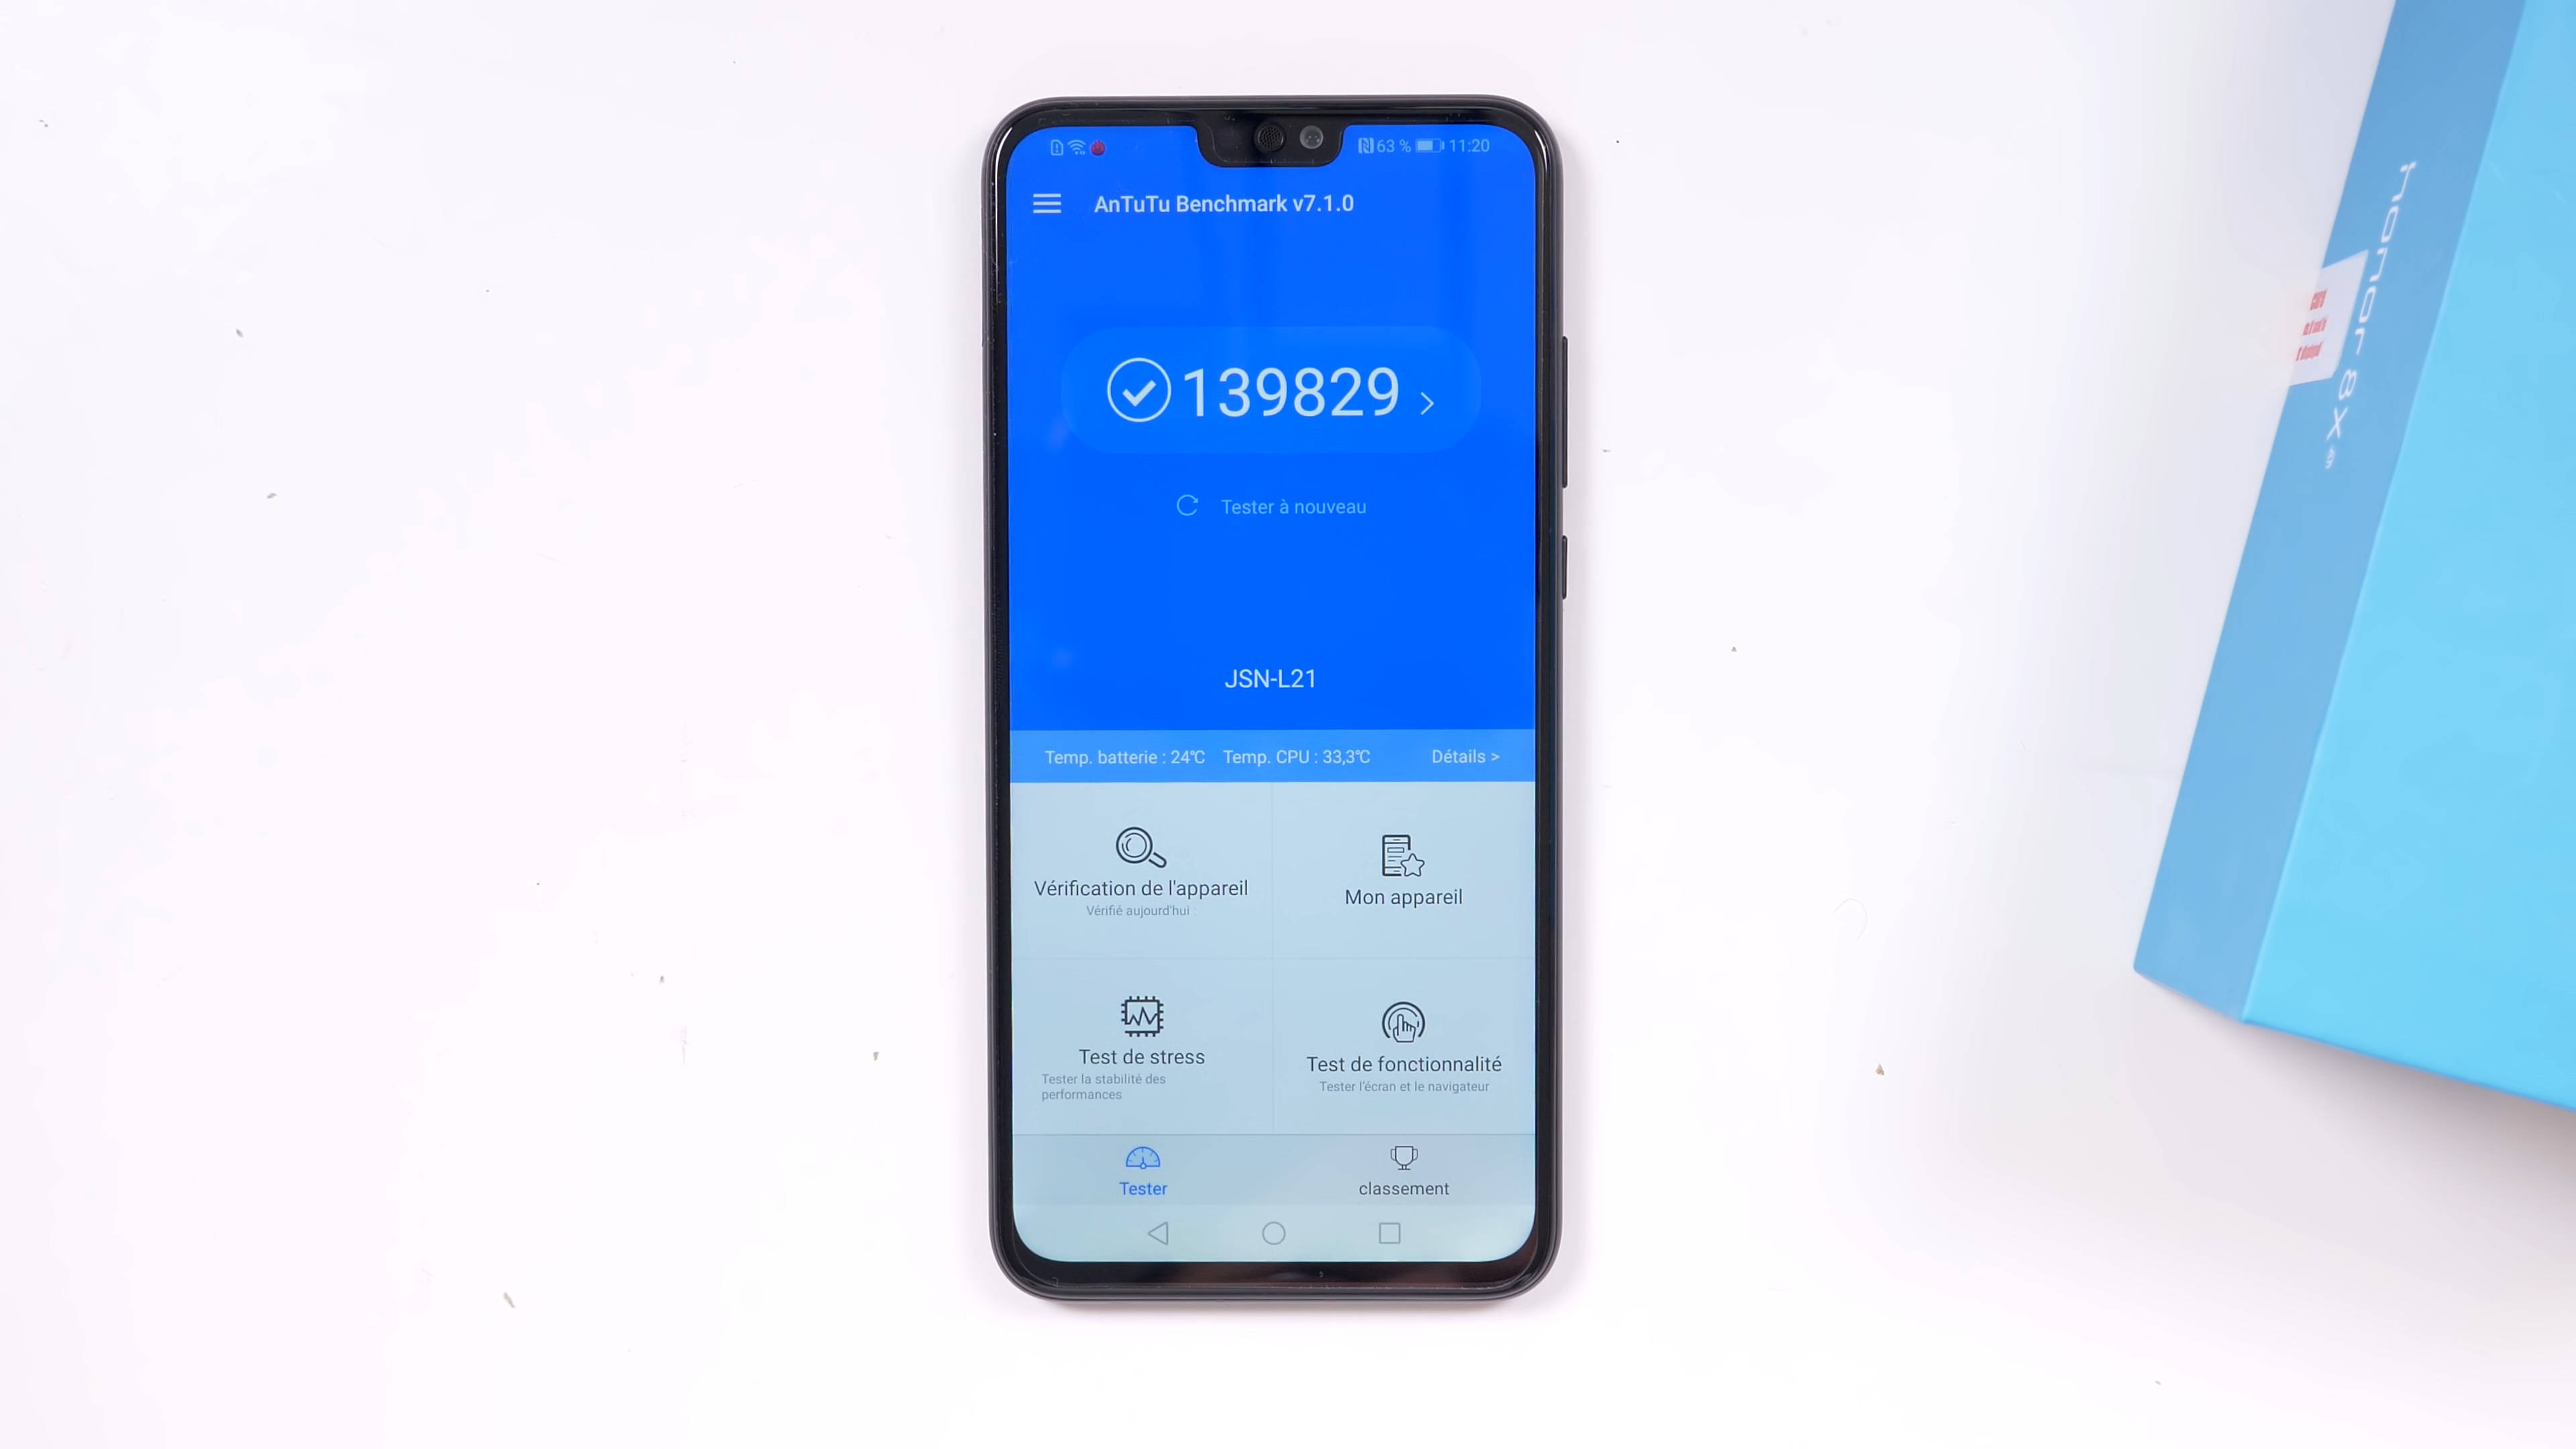 63 % 11:20
AnTuTu Benchmark v7.1.0
139829
Tester à nouveau
JSN-L21
Temp. batterie : 24℃ Temp. CPU : 33,3℃ Détails >
Vérification de l'appareil
Vérifié aujourd'hui
Mon appareil
Test de stress
Tester la stabilité des
performances
Test de fonctionnalité
Tester l'écran et le navigateur
Tester
classement
honor 8X